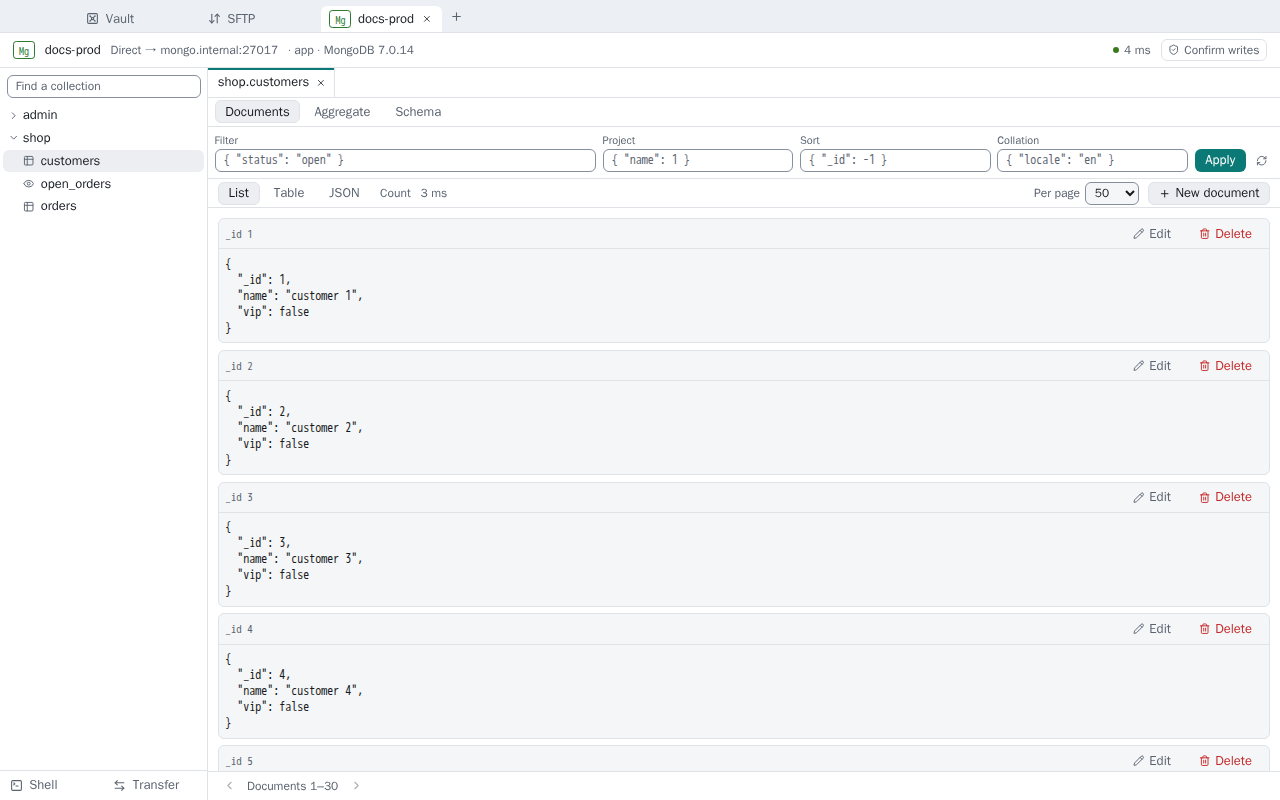 Vault SFTP Mg docs-prod × +
Mg docs-prod Direct → mongo.internal:27017 · app · MongoDB 7.0.14 4 ms Confirm writes
Find a collection
admin
shop
customers
open_orders
orders
Shell Transfer
shop.customers ×
Documents Aggregate Schema
Filter Project Sort Collation
{ "status": "open" } { "name": 1 } { "_id": -1 } { "locale": "en" } Apply
List Table JSON Count 3 ms Per page 50 + New document
_id 1 Edit Delete
{
"_id": 1,
"name": "customer 1",
"vip": false
}
_id 2 Edit Delete
{
"_id": 2,
"name": "customer 2",
"vip": false
}
_id 3 Edit Delete
{
"_id": 3,
"name": "customer 3",
"vip": false
}
_id 4 Edit Delete
{
"_id": 4,
"name": "customer 4",
"vip": false
}
_id 5 Edit Delete
Documents 1–30